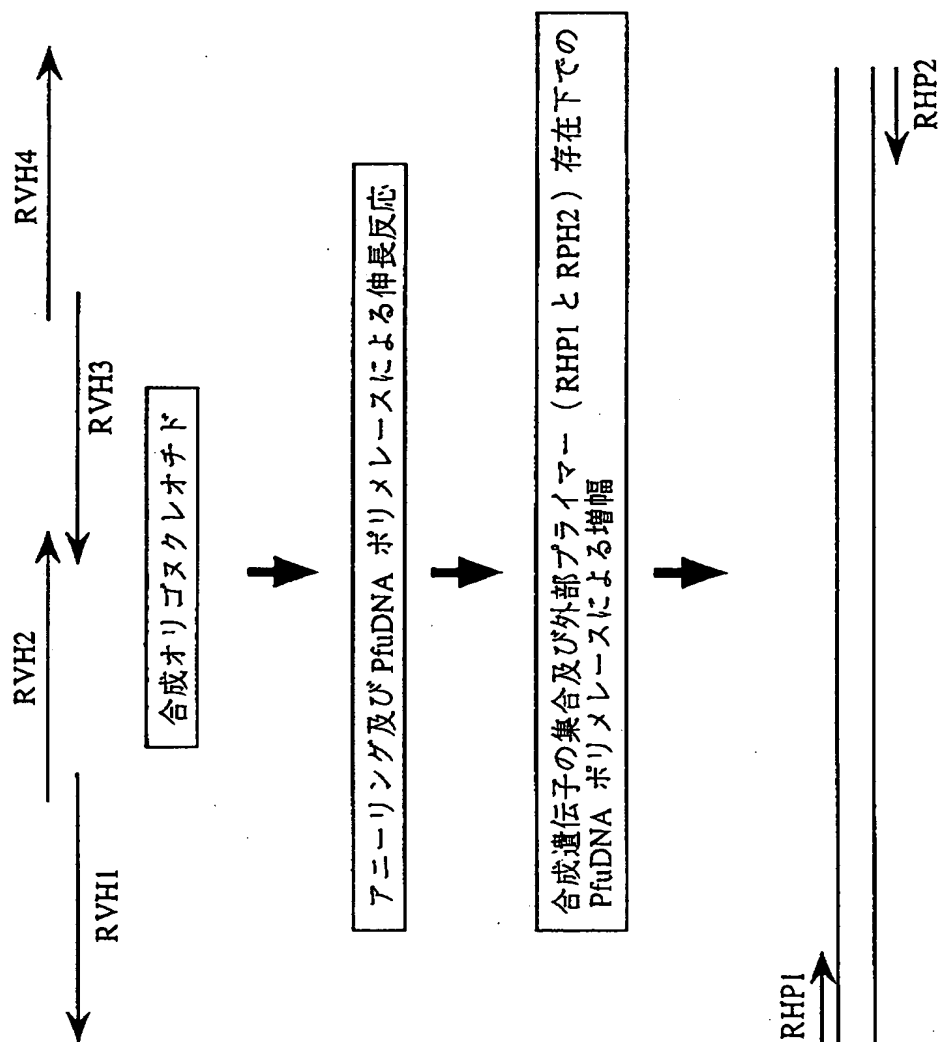 RVH2
RVH4
RVH1
RVH3
合成オリゴヌクレオチド
アニーリング及び PfuDNA ポリメレースによる伸長反応
合成遺伝子の集合及び外部プライマー（RHP1 と RPH2）存在下での
PfuDNA ポリメレースによる増幅
RHP1
RHP2